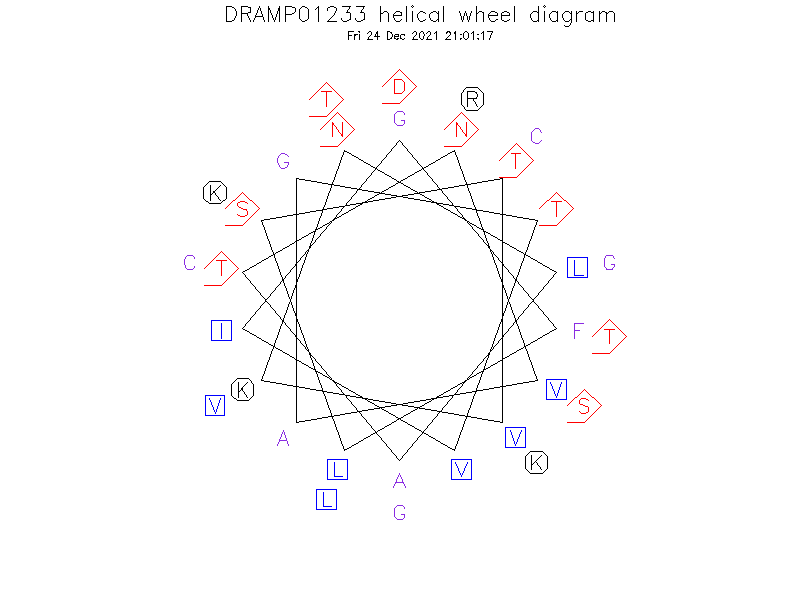 DRAMP01233 helical wheel diagram
Fri 24 Dec 2021 21:01:17
T D R
N G N C
G T
K S T
C T L G
I F T
V K V S
A V K
L A V
L G